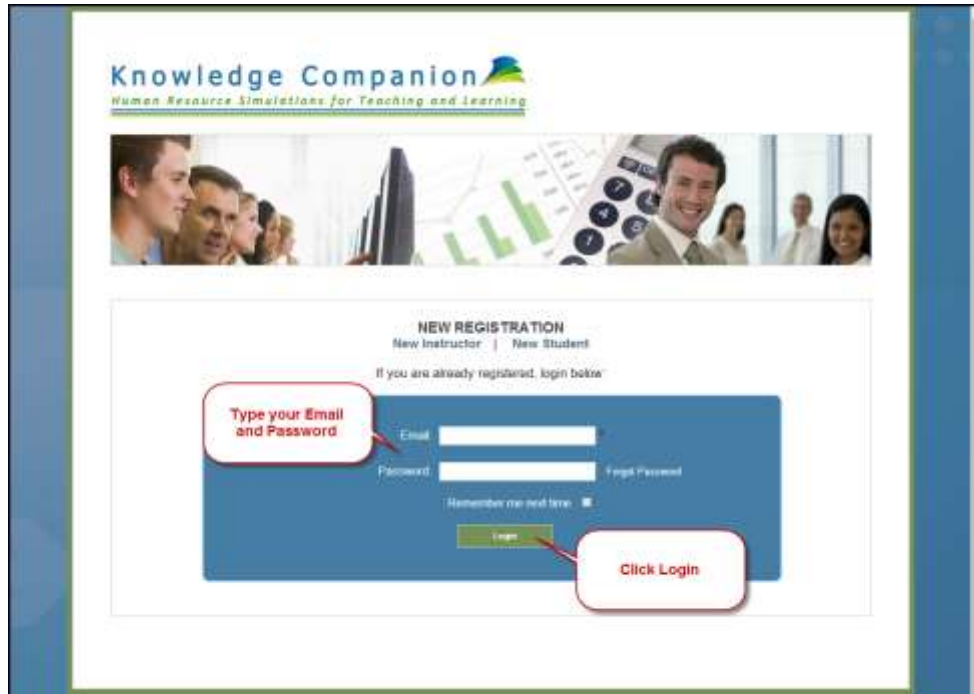 Knowledge Companion
Human Resource Simulations for Teaching and Learning
NEW REGISTRATION
New Instructor | New Student
If you are already registered, login below
Type your Email
and Password
Email
Password
Forgot Password
Remember me next time
Login
Click Login